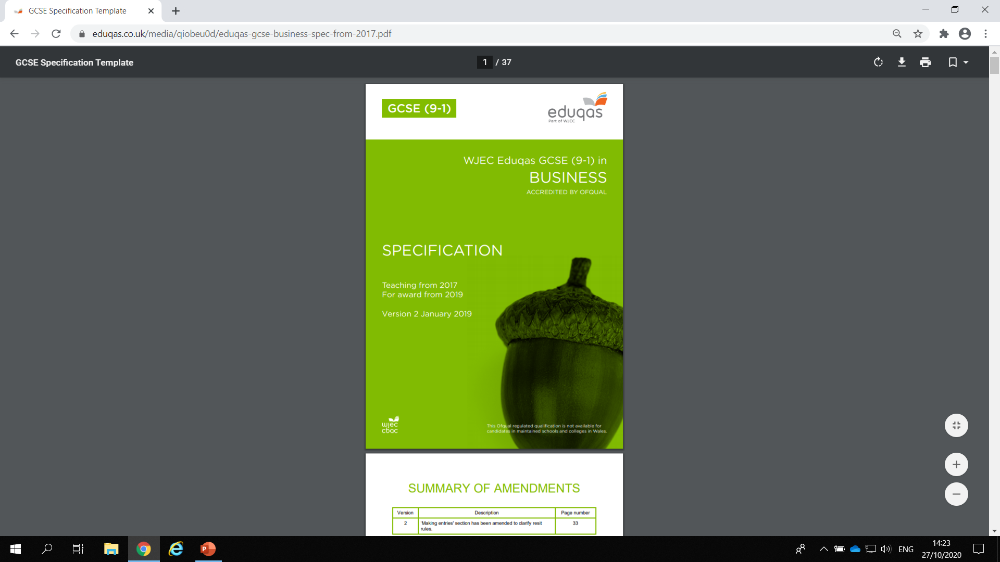 GCSE Specification Template
eduqas.co.uk/media/qiobeu0d/eduqas-gcse-business-spec-from-2017.pdf
GCSE Specification Template
1 / 37
GCSE (9-1)
eduqas
Part of WJEC
WJEC Eduqas GCSE (9-1) in
BUSINESS
ACCREDITED BY OFQUAL
SPECIFICATION
Teaching from 2017
For award from 2019
Version 2 January 2019
wjec
cbac
This Ofqual regulated qualification is not available for
candidates in maintained schools and colleges in Wales.
SUMMARY OF AMENDMENTS
Version Description Page number
2 'Making entries' section has been amended to clarify resit 33
rules.
ENG
14:23
27/10/2020